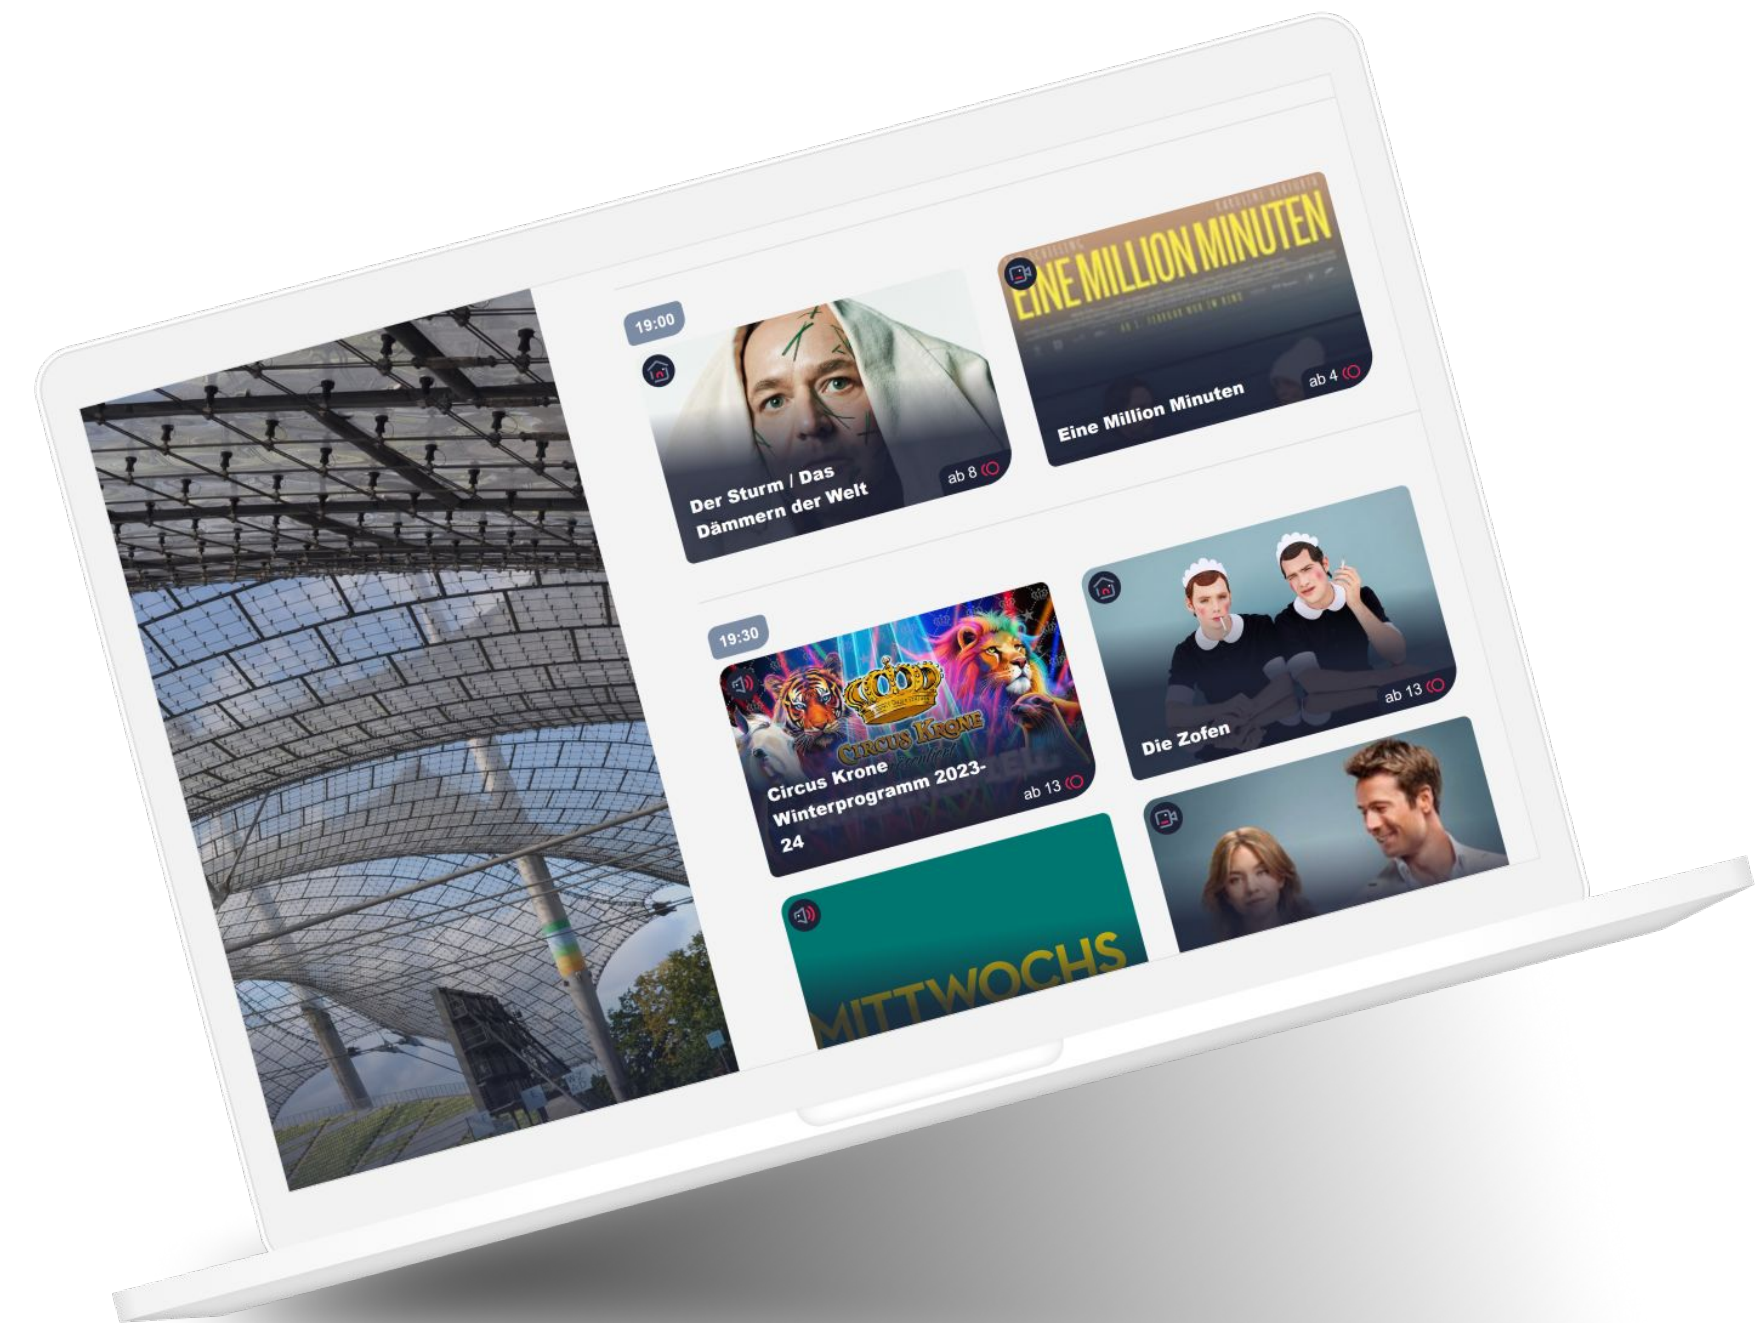 19:00
Der Sturm / Das
Dämmern der Welt
ab 8
EINE MILLION MINUTEN
Eine Million Minuten
ab 4
19:30
CIRCUS KRONE
Circus Krone
Winterprogramm 2023-
24
ab 13
Die Zofen
ab 13
MITTWOCHS